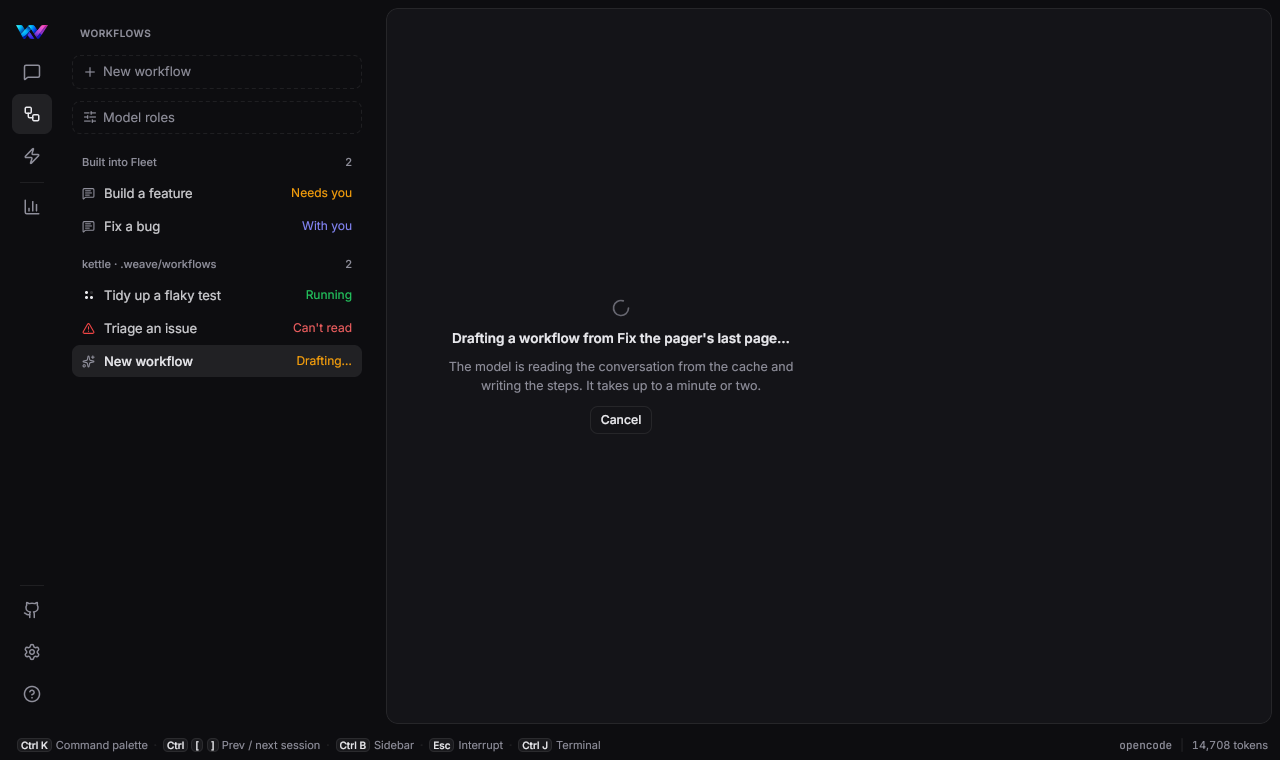 WORKFLOWS
New workflow
Model roles
Built into Fleet 2
Build a feature Needs you
Fix a bug With you
kettle · .weave/workflows 2
Tidy up a flaky test Running
Triage an issue Can't read
New workflow Drafting...
Drafting a workflow from Fix the pager's last page...
The model is reading the conversation from the cache and
writing the steps. It takes up to a minute or two.
Cancel
Ctrl K Command palette · Ctrl [ ] Prev / next session · Ctrl B Sidebar · Esc Interrupt · Ctrl J Terminal
opencode 14,708 tokens